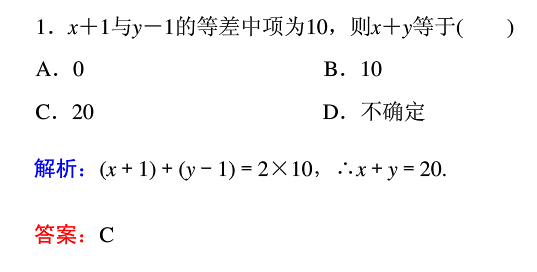 1．x＋1与y－1的等差中项为10，则x＋y等于(　　)
A．0　　B．10
C．20　　D．不确定
解析：(x＋1)＋(y－1)＝2×10，∴x＋y＝20.
答案：C